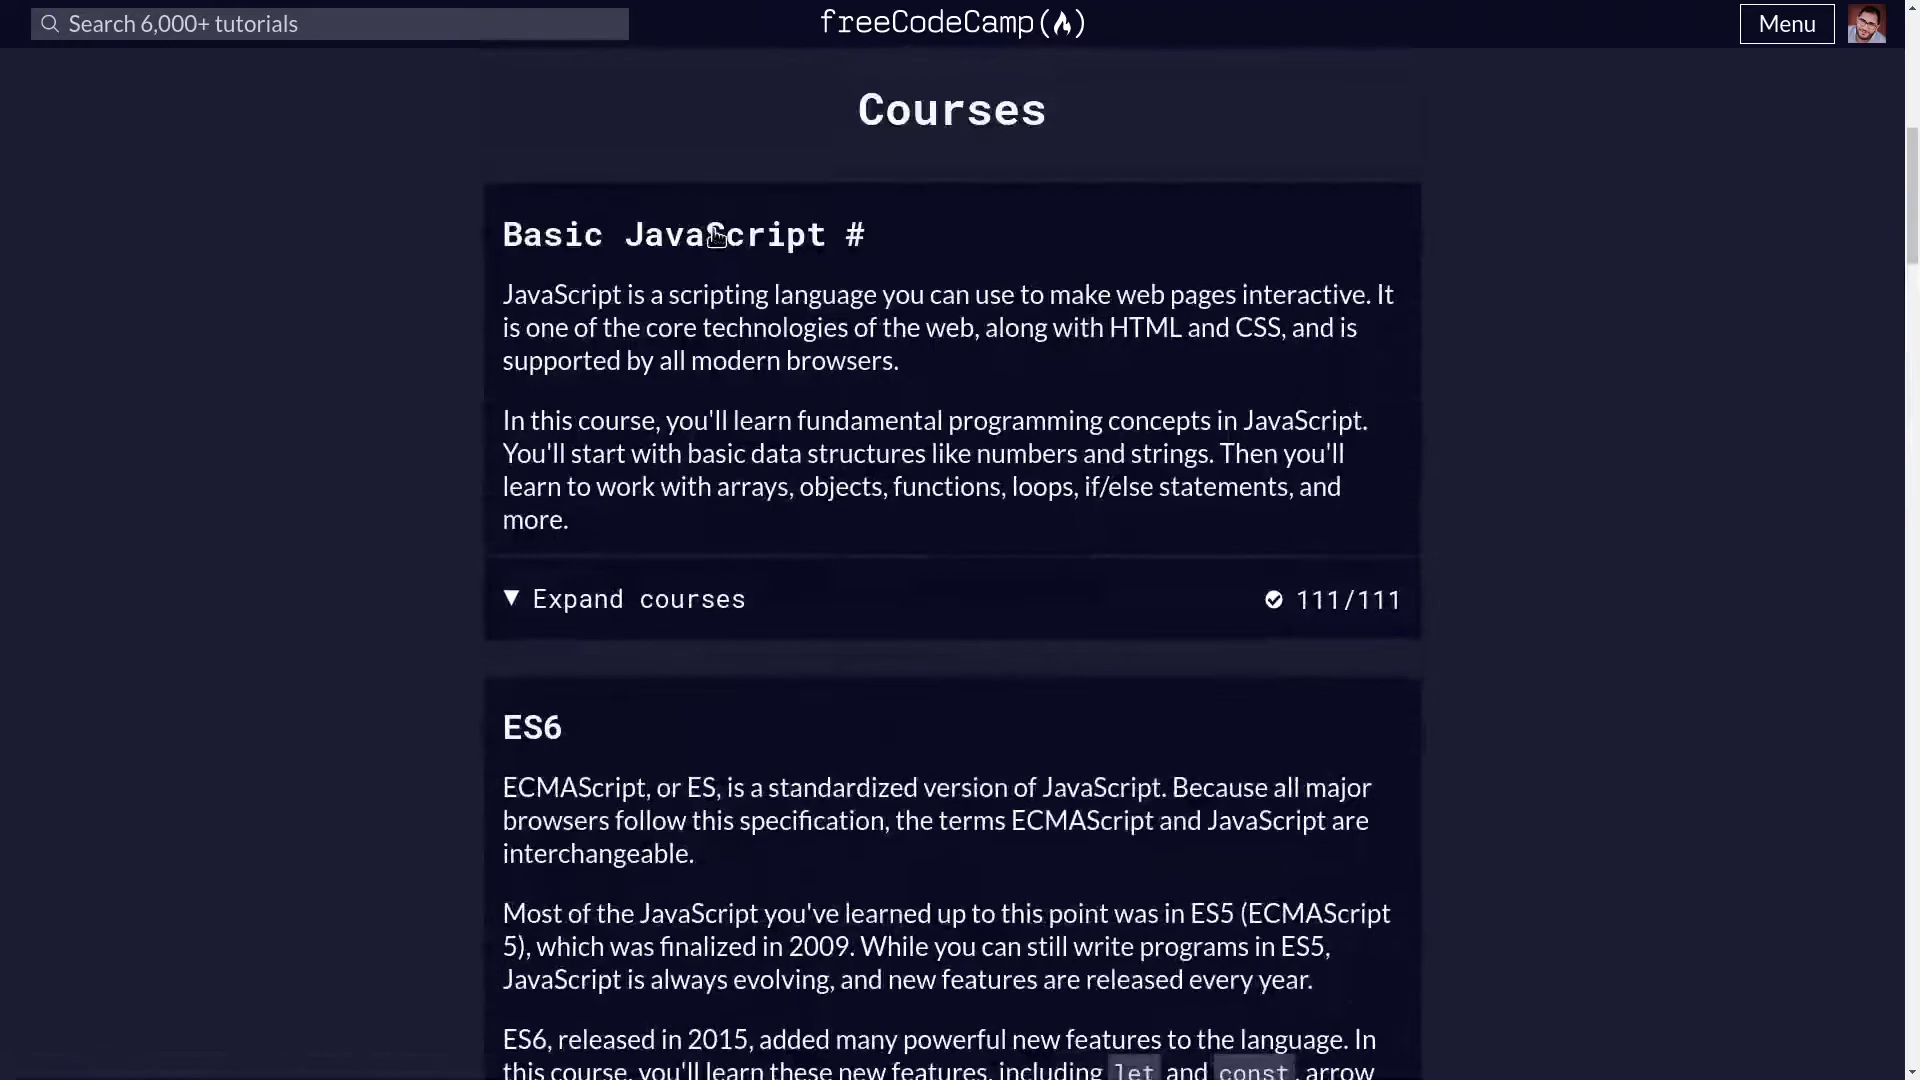 Search 6,000+ tutorials
freeCodeCamp(🔥)
Menu
Courses
Basic JavaScript #
JavaScript is a scripting language you can use to make web pages interactive. It
is one of the core technologies of the web, along with HTML and CSS, and is
supported by all modern browsers.
In this course, you'll learn fundamental programming concepts in JavaScript.
You'll start with basic data structures like numbers and strings. Then you'll
learn to work with arrays, objects, functions, loops, if/else statements, and
more.
▼ Expand courses
111/111
ES6
ECMAScript, or ES, is a standardized version of JavaScript. Because all major
browsers follow this specification, the terms ECMAScript and JavaScript are
interchangeable.
Most of the JavaScript you've learned up to this point was in ES5 (ECMAScript
5), which was finalized in 2009. While you can still write programs in ES5,
JavaScript is always evolving, and new features are released every year.
ES6, released in 2015, added many powerful new features to the language. In
this course, you'll learn these new features, including let and const, arrow